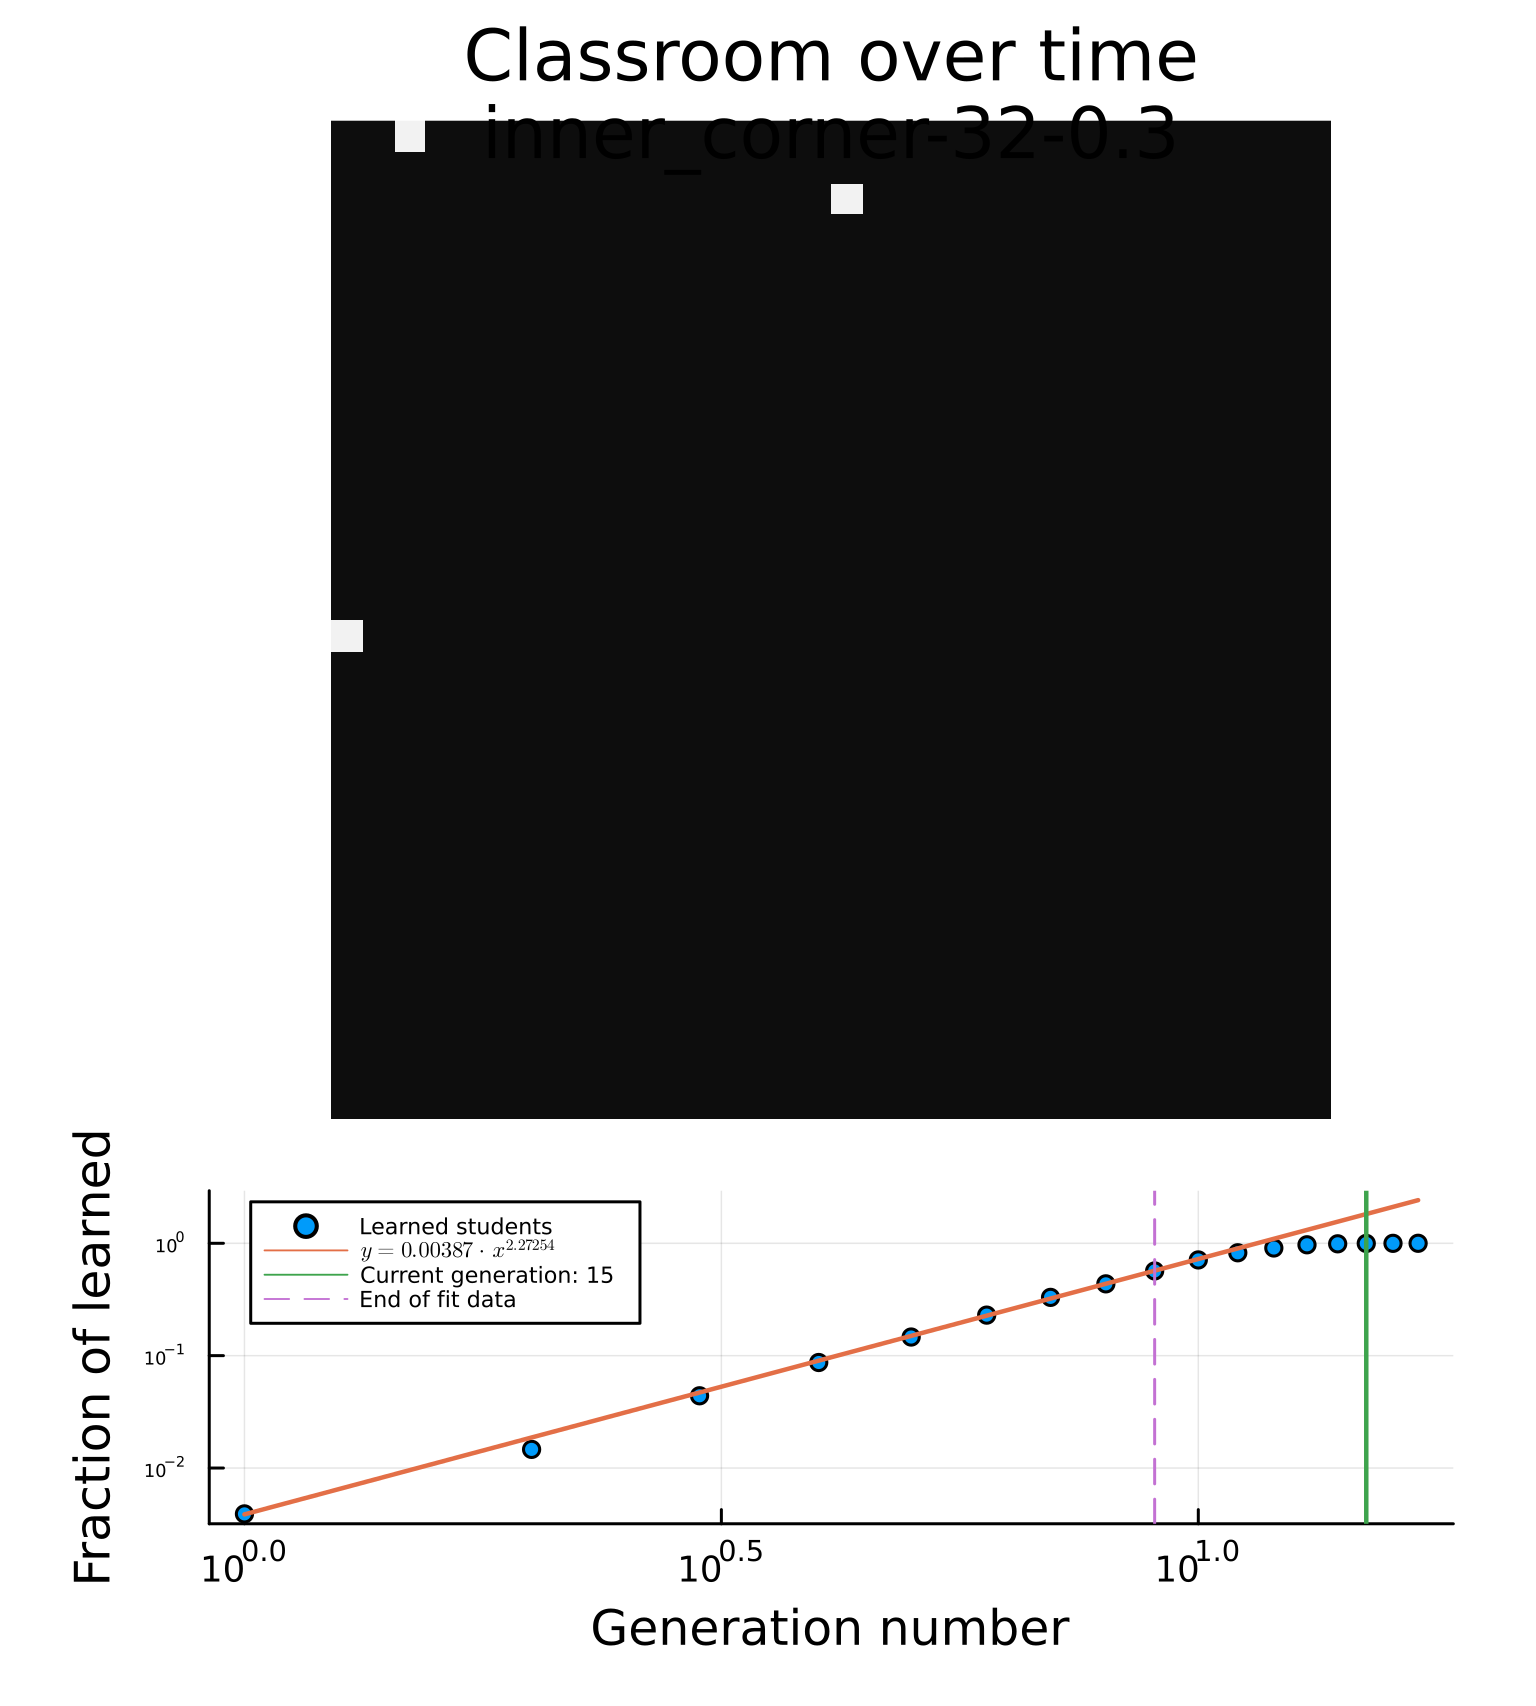 Classroom over time
inner_corner-32-0.3
Fraction of learned
10⁰
10⁻¹
10⁻²
Learned students
y = 0.00387 · x^2.27254
Current generation: 15
End of fit data
10^0.0 10^0.5 10^1.0
Generation number